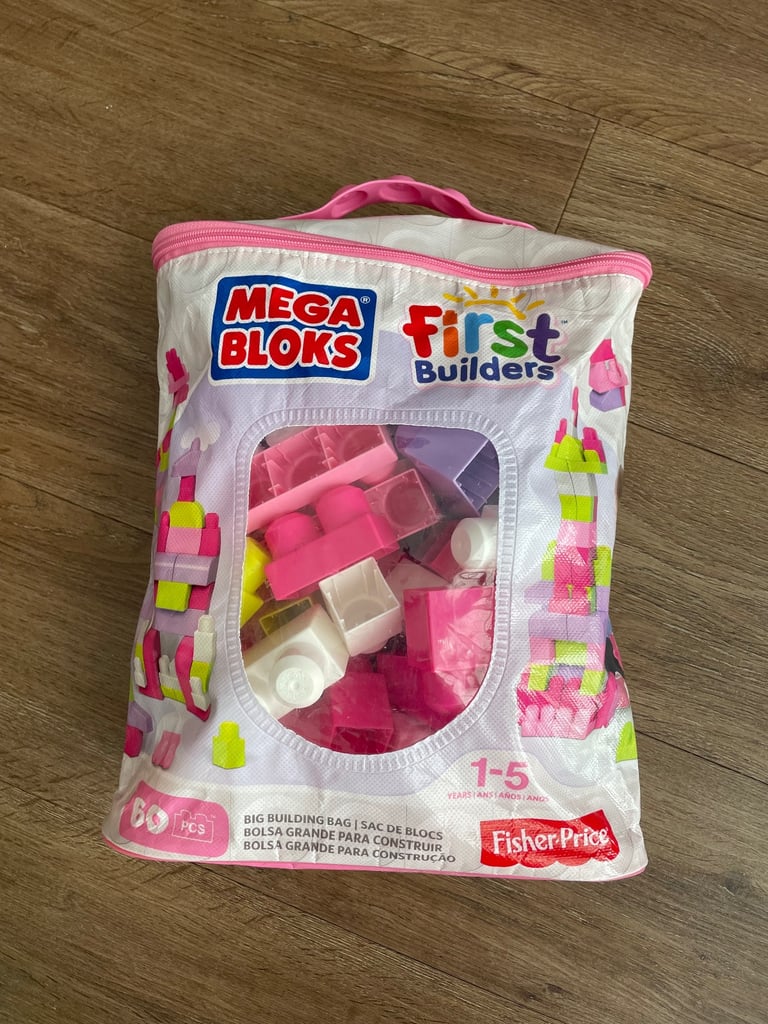 MEGA®
BLOKS
First™
Builders
1-5
YEARS | ANS | AÑOS | ANOS
60 PCS
BIG BUILDING BAG | SAC DE BLOCS
BOLSA GRANDE PARA CONSTRUIR
BOLSA GRANDE PARA CONSTRUÇÃO
Fisher-Price